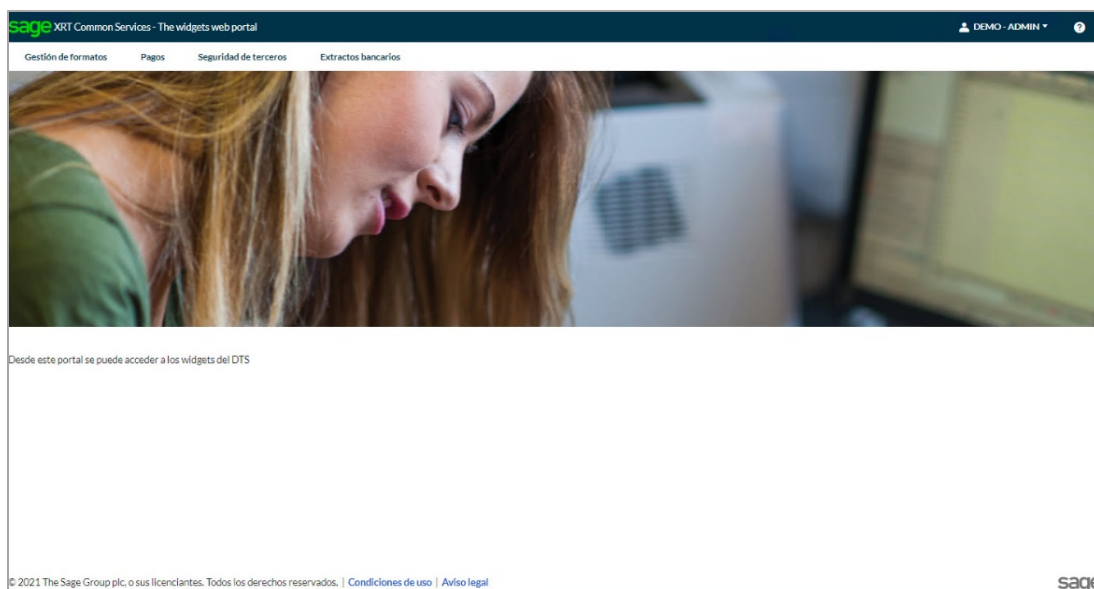 sage XRT Common Services - The widgets web portal DEMO - ADMIN
Gestión de formatos Pagos Seguridad de terceros Extractos bancarios
Desde este portal se puede acceder a los widgets del DTS
© 2021 The Sage Group plc, o sus licenciantes. Todos los derechos reservados. | Condiciones de uso | Aviso legal sage